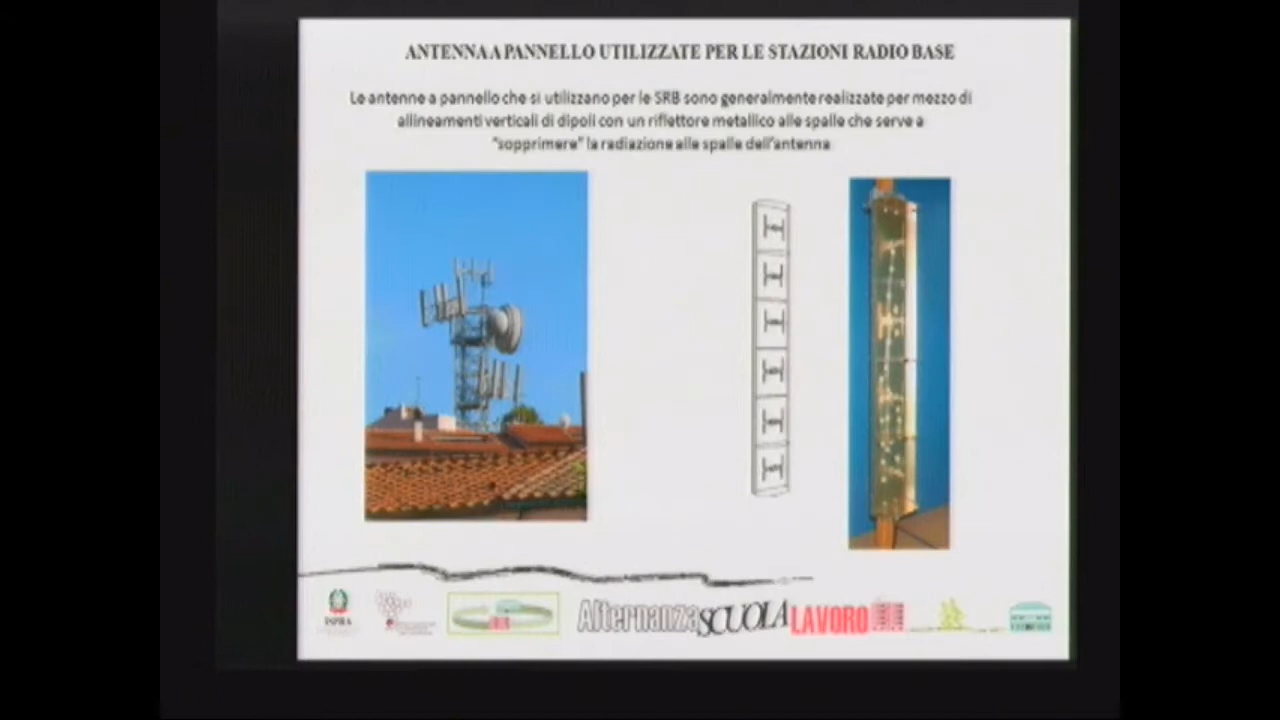 ANTENNA A PANNELLO UTILIZZATE PER LE STAZIONI RADIO BASE
Le antenne a pannello che si utilizzano per le SRB sono generalmente realizzate per mezzo di
allineamenti verticali di dipoli con un riflettore metallico alle spalle che serve a
"sopprimere" la radiazione alle spalle dell'antenna
ISPRA
AlternanzaSCUOLALAVORO